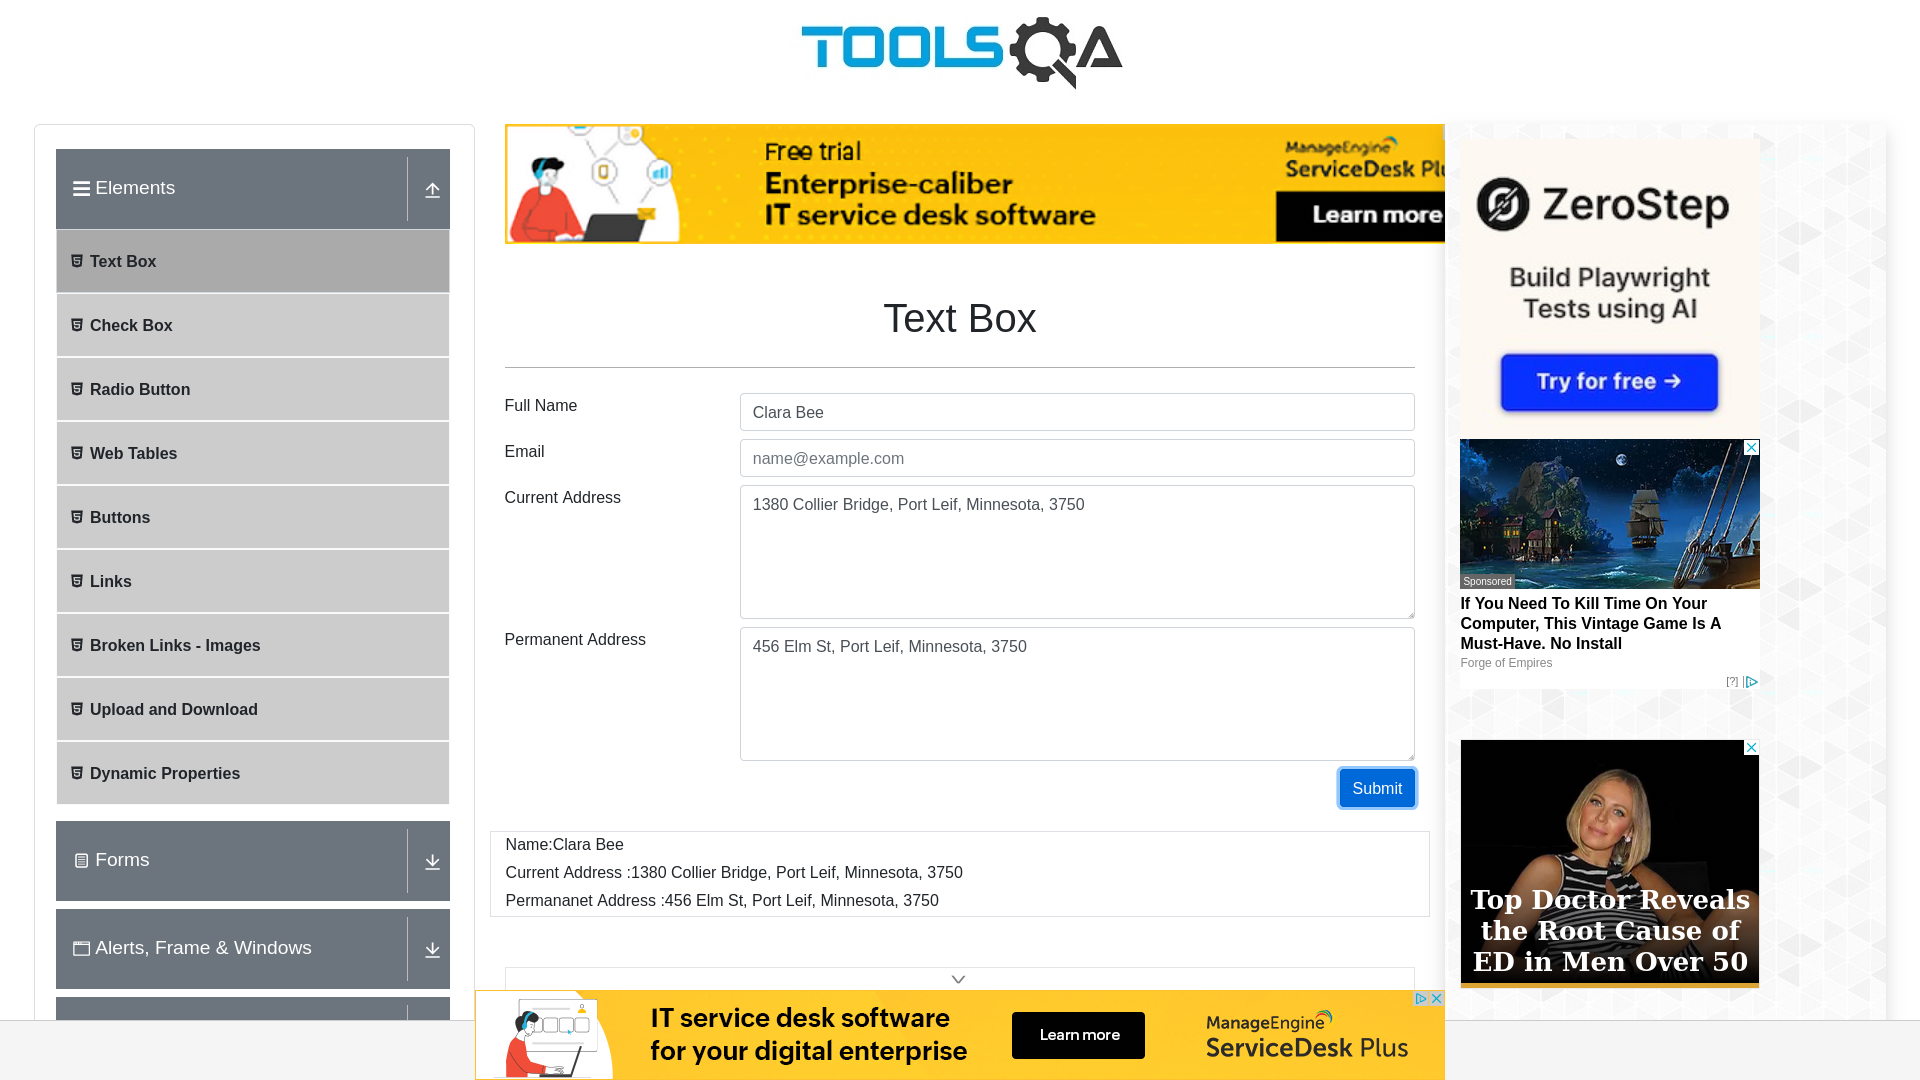 TOOLSQA
Elements
Text Box
Check Box
Radio Button
Web Tables
Buttons
Links
Broken Links - Images
Upload and Download
Dynamic Properties
Forms
Alerts, Frame & Windows
Free trial
Enterprise-caliber
IT service desk software
ManageEngine
ServiceDesk Plu
Learn more
Text Box
Full Name
Clara Bee
Email
name@example.com
Current Address
1380 Collier Bridge, Port Leif, Minnesota, 3750
Permanent Address
456 Elm St, Port Leif, Minnesota, 3750
Submit
Name:Clara Bee
Current Address :1380 Collier Bridge, Port Leif, Minnesota, 3750
Permananet Address :456 Elm St, Port Leif, Minnesota, 3750
IT service desk software
for your digital enterprise
Learn more
ManageEngine
ServiceDesk Plus
ZeroStep
Build Playwright
Tests using AI
Try for free →
Sponsored
If You Need To Kill Time On Your
Computer, This Vintage Game Is A
Must-Have. No Install
Forge of Empires
[?]
Top Doctor Reveals
the Root Cause of
ED in Men Over 50